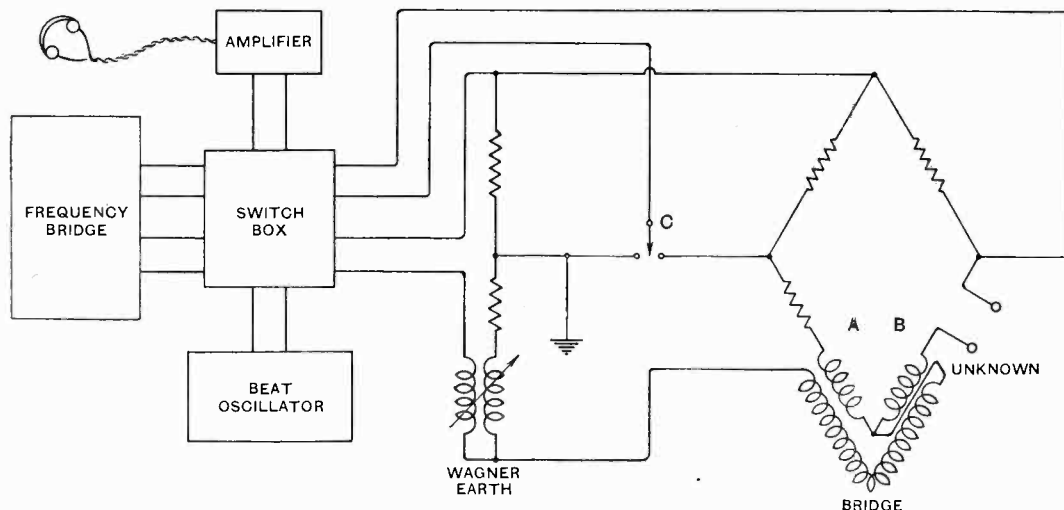 AMPLIFIER
FREQUENCY
BRIDGE
SWITCH
BOX
C
A B
UNKNOWN
BEAT
OSCILLATOR
WAGNER
EARTH
BRIDGE